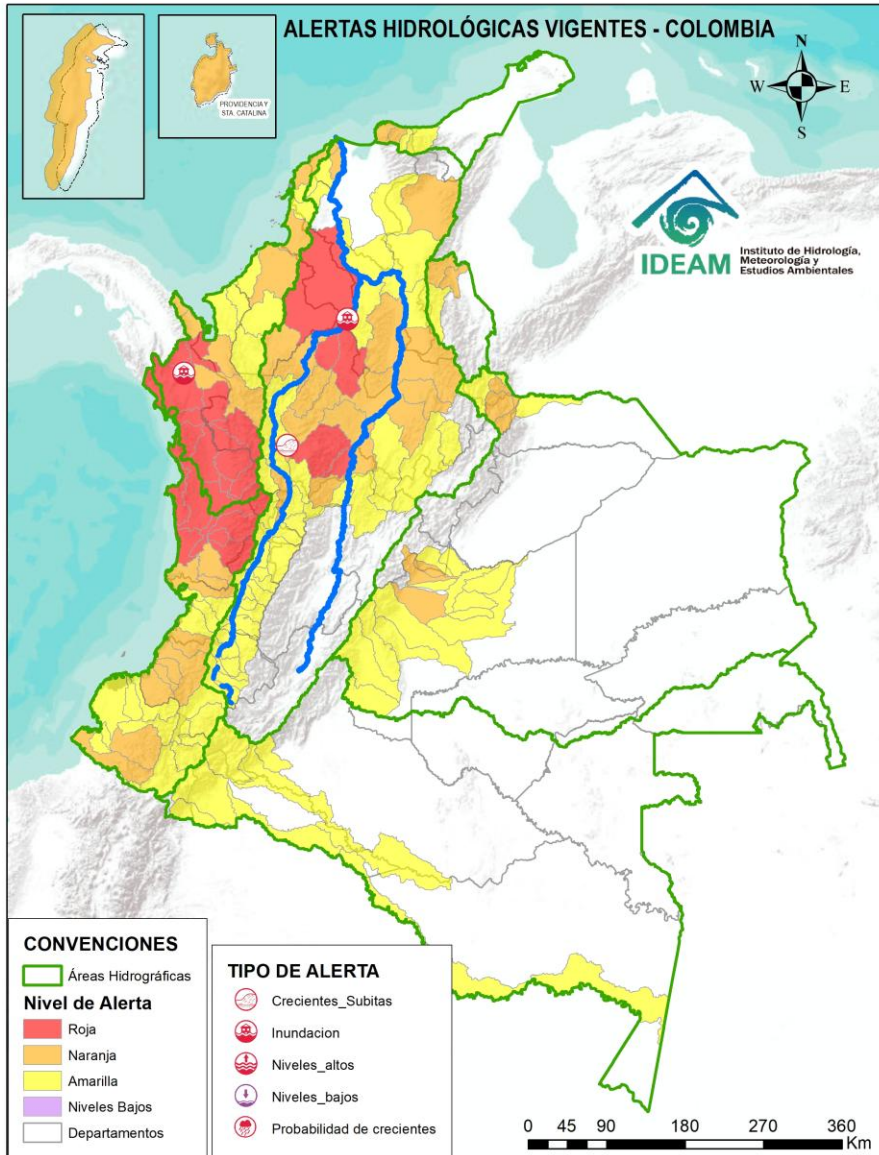 ALERTAS HIDROLÓGICAS VIGENTES - COLOMBIA
PROVIDENCIA Y
STA. CATALINA
N
W
E
S
IDEAM
Instituto de Hidrología,
Meteorología y
Estudios Ambientales
CONVENCIONES
Áreas Hidrográficas
Nivel de Alerta
Roja
Naranja
Amarilla
Niveles Bajos
Departamentos
TIPO DE ALERTA
Crecientes_Subitas
Inundacion
Niveles_altos
Niveles_bajos
Probabilidad de crecientes
0 45 90 180 270 360
Km